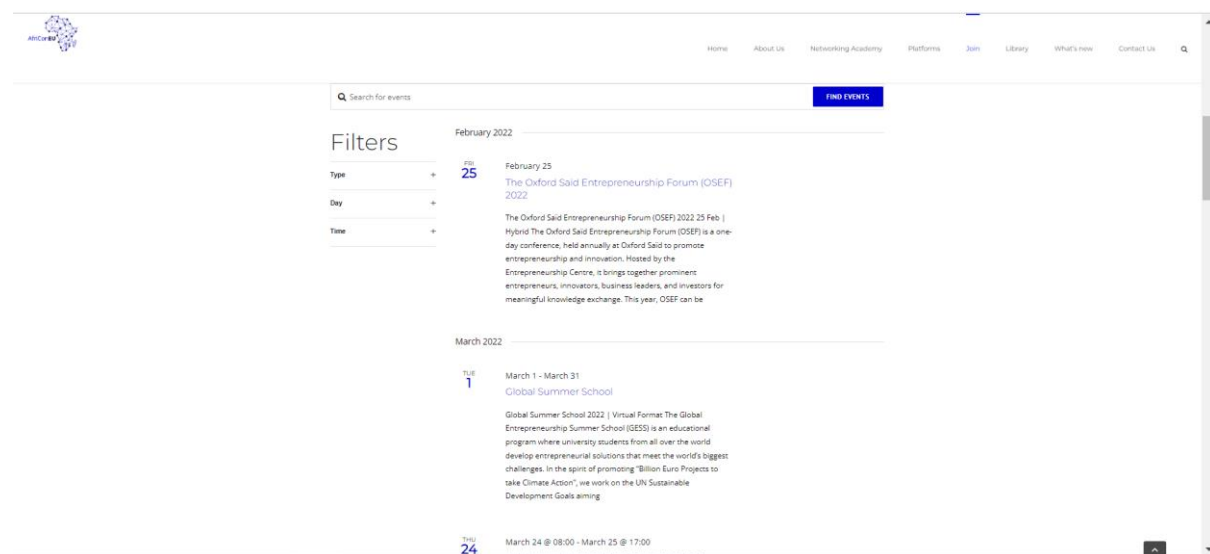 AfriConEU
Home About Us Networking Academy Platforms Join Library What's new Contact Us
Search for events
FIND EVENTS
Filters
Type +
Day +
Time +
February 2022
FRI
25
February 25
The Oxford Said Entrepreneurship Forum (OSEF)
2022
The Oxford Said Entrepreneurship Forum (OSEF) 2022 25 Feb |
Hybrid The Oxford Said Entrepreneurship Forum (OSEF) is a one-
day conference, held annually at Oxford Said to promote
entrepreneurship and innovation. Hosted by the
Entrepreneurship Centre, it brings together prominent
entrepreneurs, innovators, business leaders, and investors for
meaningful knowledge exchange. This year, OSEF can be
March 2022
TUE
1
March 1 - March 31
Global Summer School
Global Summer School 2022 | Virtual Format The Global
Entrepreneurship Summer School (GESS) is an educational
program where university students from all over the world
develop entrepreneurial solutions that meet the world's biggest
challenges. In the spirit of promoting "Billion Euro Projects to
take Climate Action", we work on the UN Sustainable
Development Goals aiming
THU
24
March 24 @ 08:00 - March 25 @ 17:00